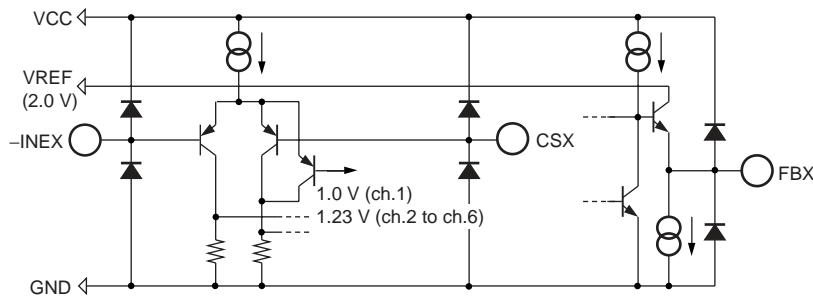 VCC
VREF
(2.0 V)
–INEX
CSX
FBX
1.0 V (ch.1)
1.23 V (ch.2 to ch.6)
GND